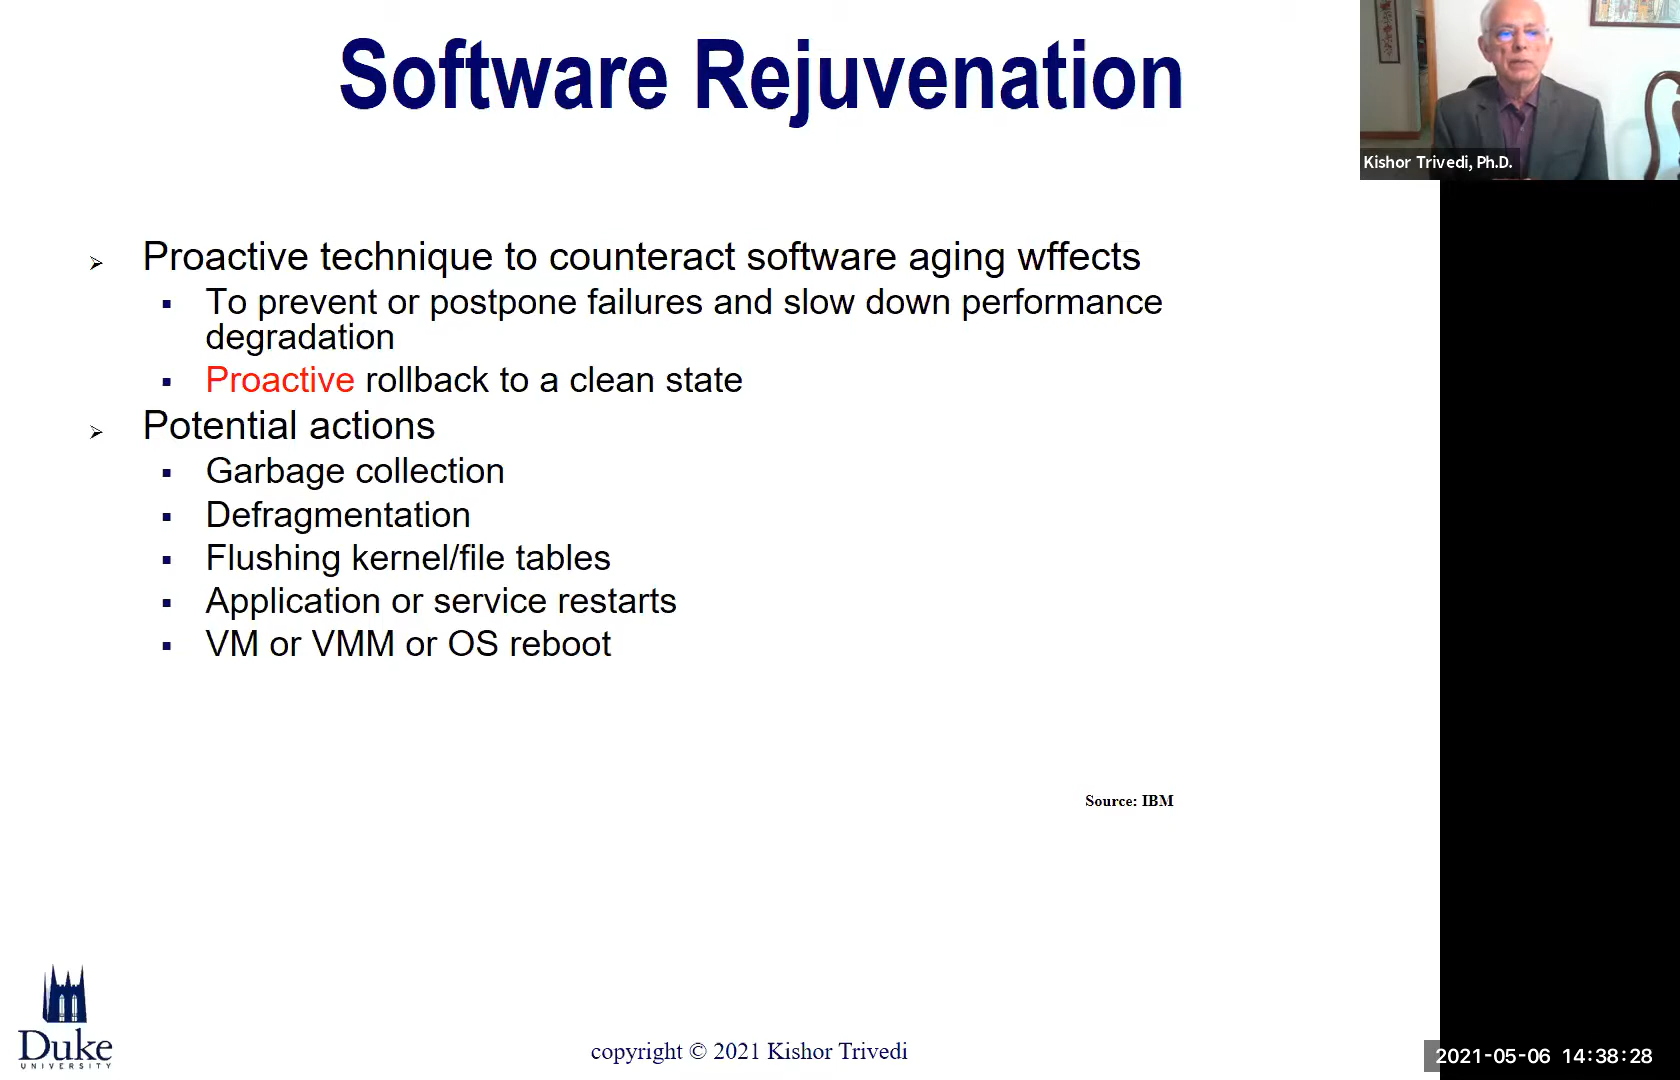 Software Rejuvenation
Kishor Trivedi, Ph.D.
Proactive technique to counteract software aging wffects
To prevent or postpone failures and slow down performance
degradation
Proactive rollback to a clean state
Potential actions
Garbage collection
Defragmentation
Flushing kernel/file tables
Application or service restarts
VM or VMM or OS reboot
Source: IBM
Duke
UNIVERSITY
copyright © 2021 Kishor Trivedi
2021-05-06 14:38:28